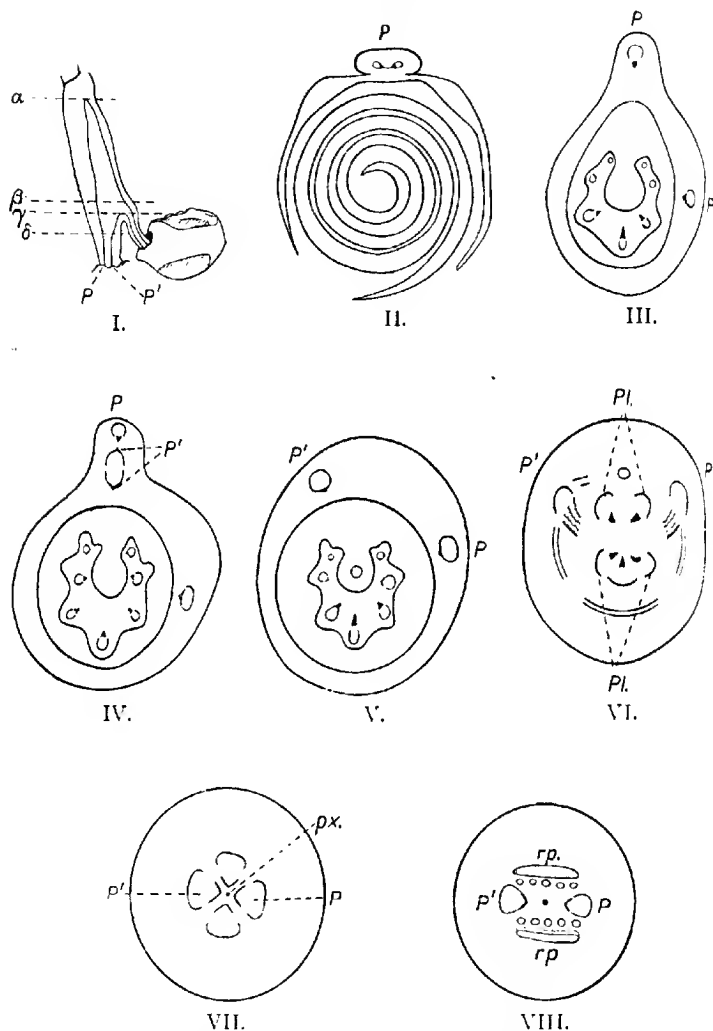 α
β
γ
δ
P P'
I.
P
II.
P
p
III.
P
P'
IV.
P'
P
V.
Pl.
P' p
Pl.
VI.
px.
P' P
VII.
rp.
P' P
rp
VIII.